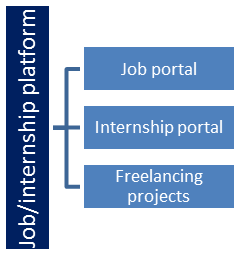 Job/internship platform
Job portal
Internship portal
Freelancing
projects